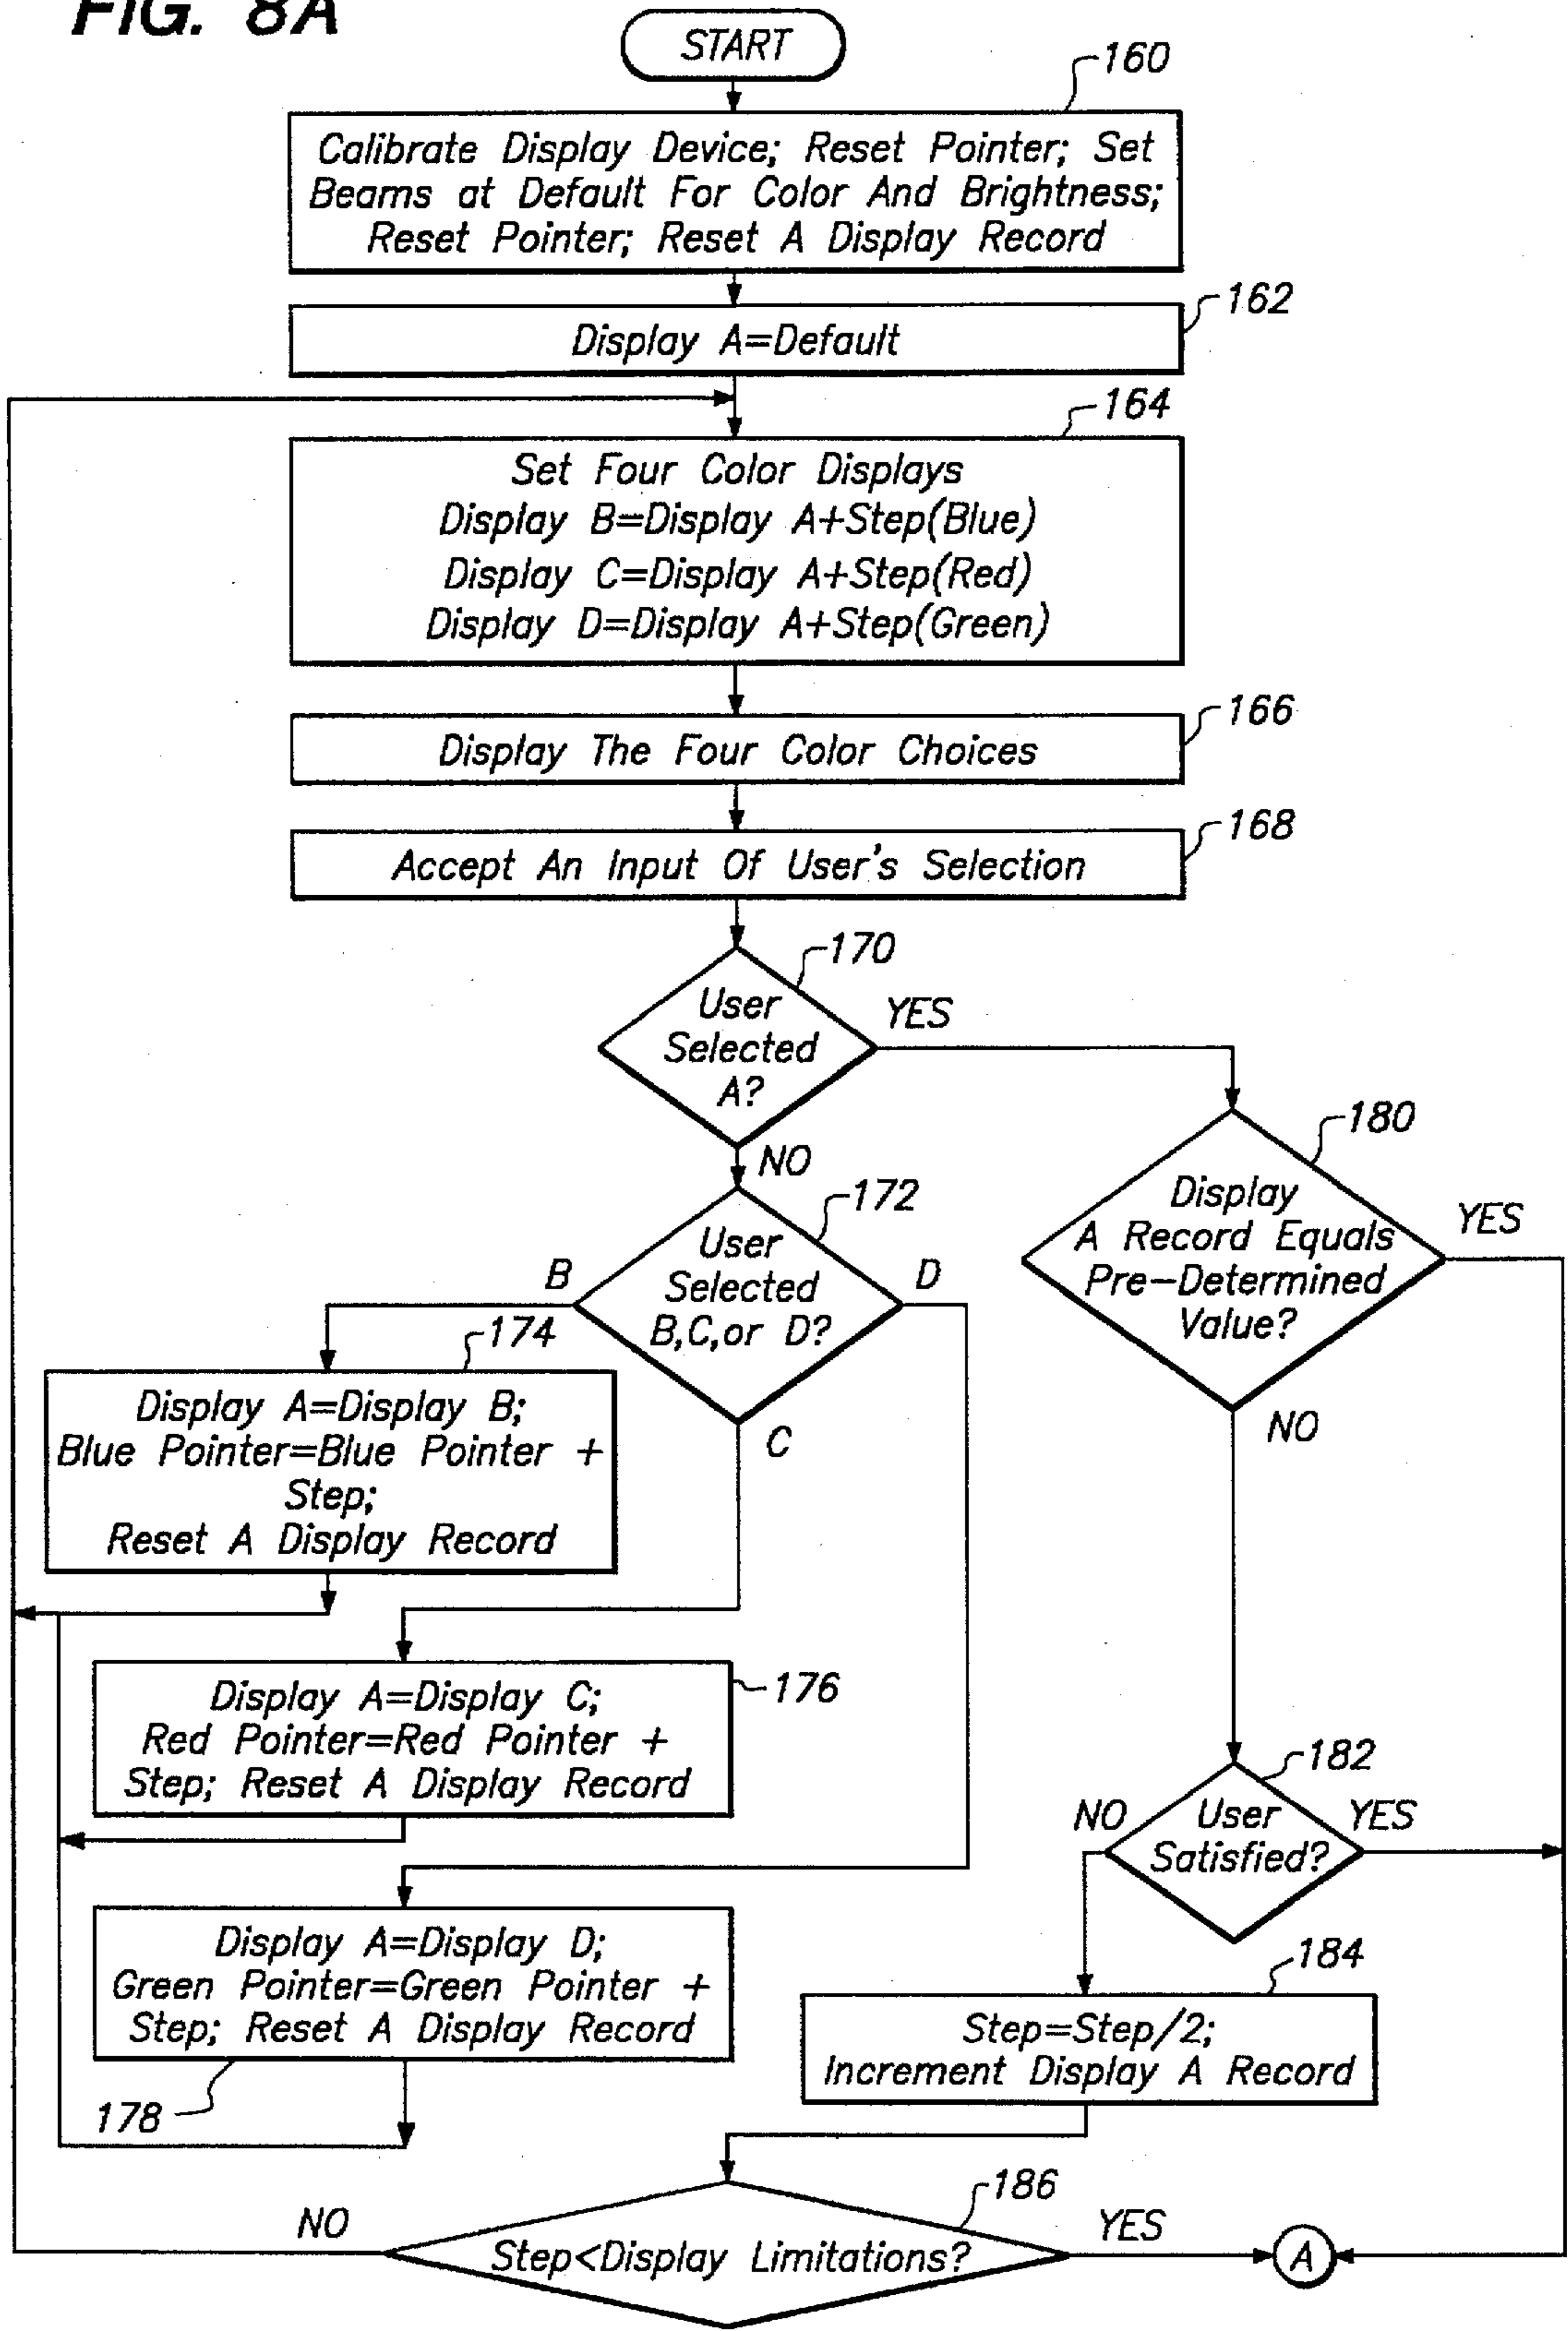 FIG. 8A
START
160
Calibrate Display Device; Reset Pointer; Set
Beams at Default For Color And Brightness;
Reset Pointer; Reset A Display Record
162
Display A=Default
164
Set Four Color Displays
Display B=Display A+Step(Blue)
Display C=Display A+Step(Red)
Display D=Display A+Step(Green)
166
Display The Four Color Choices
168
Accept An Input Of User's Selection
170
User
Selected
A?
YES
NO
180
Display
A Record Equals
Pre-Determined
Value?
YES
NO
172
User
Selected
B,C,or D?
B
D
C
174
Display A=Display B;
Blue Pointer=Blue Pointer +
Step;
Reset A Display Record
176
Display A=Display C;
Red Pointer=Red Pointer +
Step; Reset A Display Record
182
User
Satisfied?
NO
YES
Display A=Display D;
Green Pointer=Green Pointer +
Step; Reset A Display Record
178
184
Step=Step/2;
Increment Display A Record
186
Step<Display Limitations?
NO
YES
A